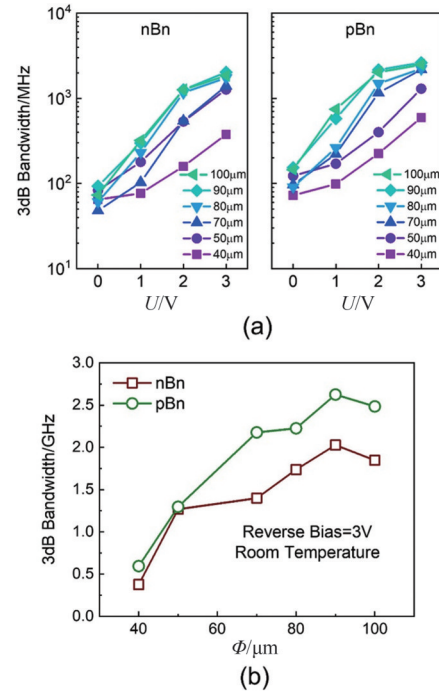 nBn
pBn
3dB Bandwidth/MHz
10⁴
10³
10²
10¹
100μm
90μm
80μm
70μm
50μm
40μm
100μm
90μm
80μm
70μm
50μm
40μm
0 1 2 3
0 1 2 3
U/V
U/V
(a)
3dB Bandwidth/GHz
3.0
2.5
2.0
1.5
1.0
0.5
0.0
nBn
pBn
Reverse Bias=3V
Room Temperature
40 60 80 100
Φ/μm
(b)